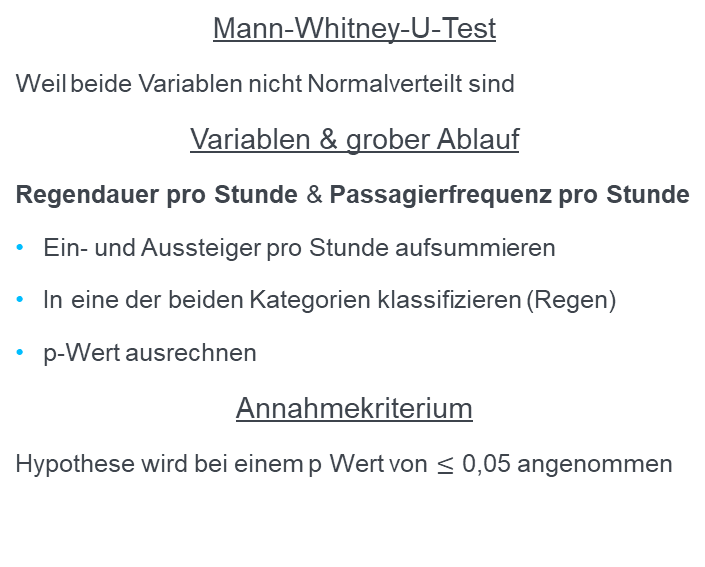 Mann-Whitney-U-Test
Weil beide Variablen nicht Normalverteilt sind
Variablen & grober Ablauf
Regendauer pro Stunde & Passagierfrequenz pro Stunde
• Ein- und Aussteiger pro Stunde aufsummieren
• In eine der beiden Kategorien klassifizieren (Regen)
• p-Wert ausrechnen
Annahmekriterium
Hypothese wird bei einem p Wert von ≤ 0,05 angenommen